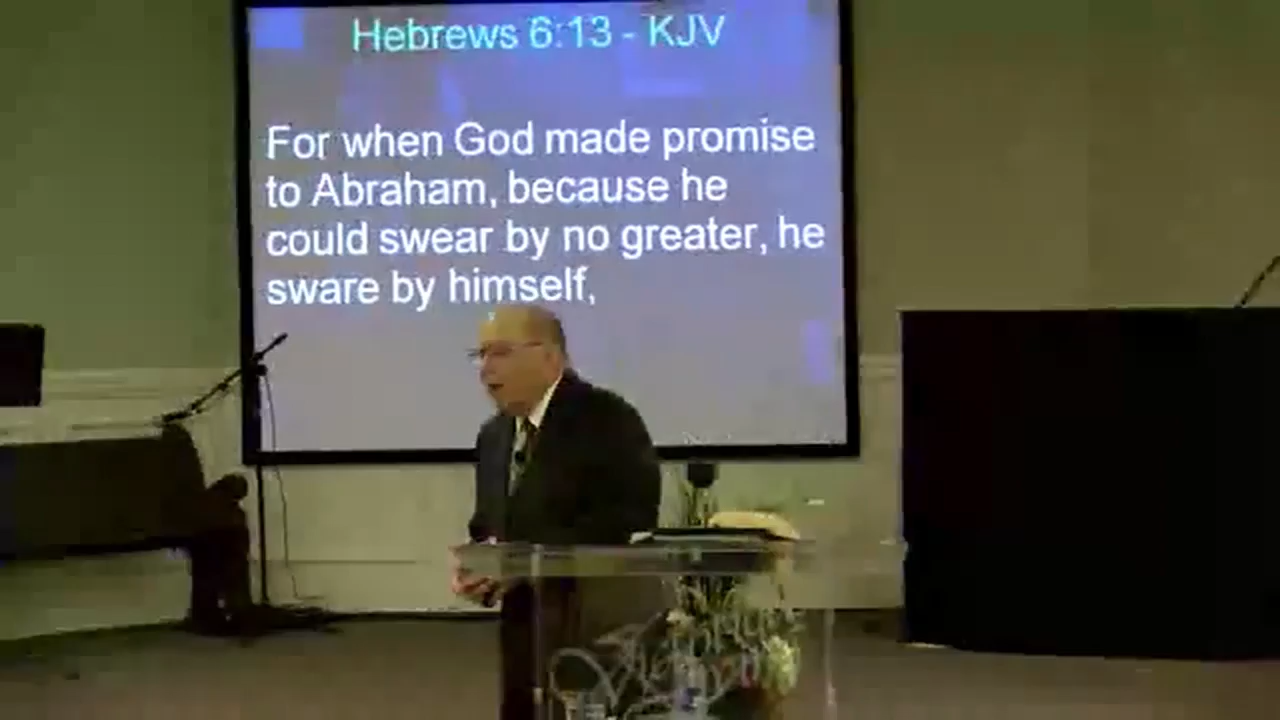 Hebrews 6:13 - KJV
For when God made promise
to Abraham, because he
could swear by no greater, he
sware by himself,